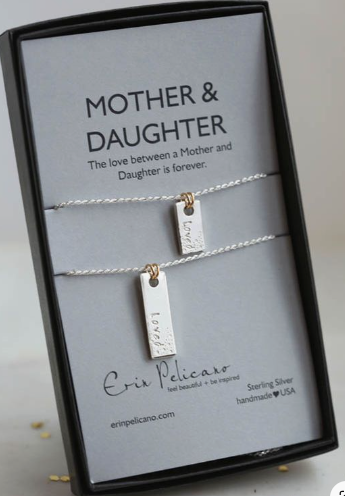 MOTHER &
DAUGHTER
The love between a Mother and
Daughter is forever.
Loved
Loved
Erin Pelicano
feel beautiful + be inspired
Sterling Silver
handmade♥USA
erinpelicano.com